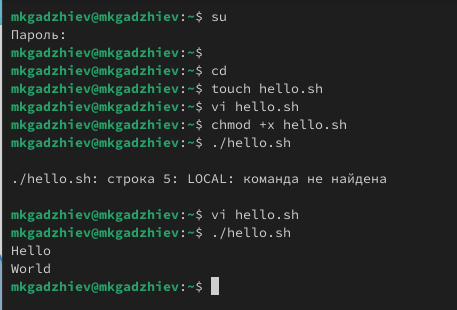 mkgadzhiev@mkgadzhiev:~$ su
Пароль:
mkgadzhiev@mkgadzhiev:~$
mkgadzhiev@mkgadzhiev:~$ cd
mkgadzhiev@mkgadzhiev:~$ touch hello.sh
mkgadzhiev@mkgadzhiev:~$ vi hello.sh
mkgadzhiev@mkgadzhiev:~$ chmod +x hello.sh
mkgadzhiev@mkgadzhiev:~$ ./hello.sh
./hello.sh: строка 5: LOCAL: команда не найдена
mkgadzhiev@mkgadzhiev:~$ vi hello.sh
mkgadzhiev@mkgadzhiev:~$ ./hello.sh
Hello
World
mkgadzhiev@mkgadzhiev:~$